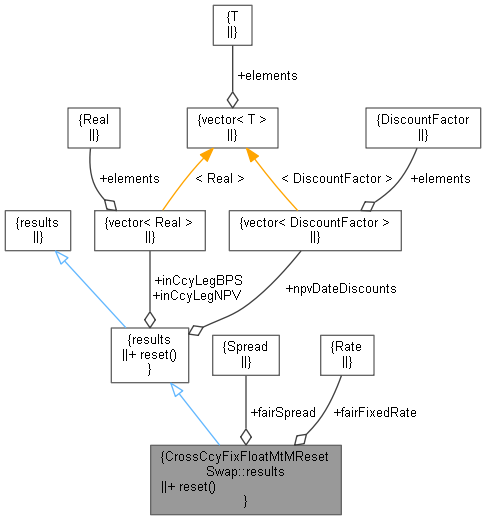 {T
||}
+elements
{Real
||}
{vector< T >
||}
{DiscountFactor
||}
+elements
< Real >
< DiscountFactor >
+elements
{results
||}
{vector< Real >
||}
{vector< DiscountFactor >
||}
+inCcyLegBPS
+inCcyLegNPV
+npvDateDiscounts
{results
||+ reset()
}
{Spread
||}
{Rate
||}
+fairSpread
+fairFixedRate
{CrossCcyFixFloatMtMReset
Swap::results
||+ reset()
}